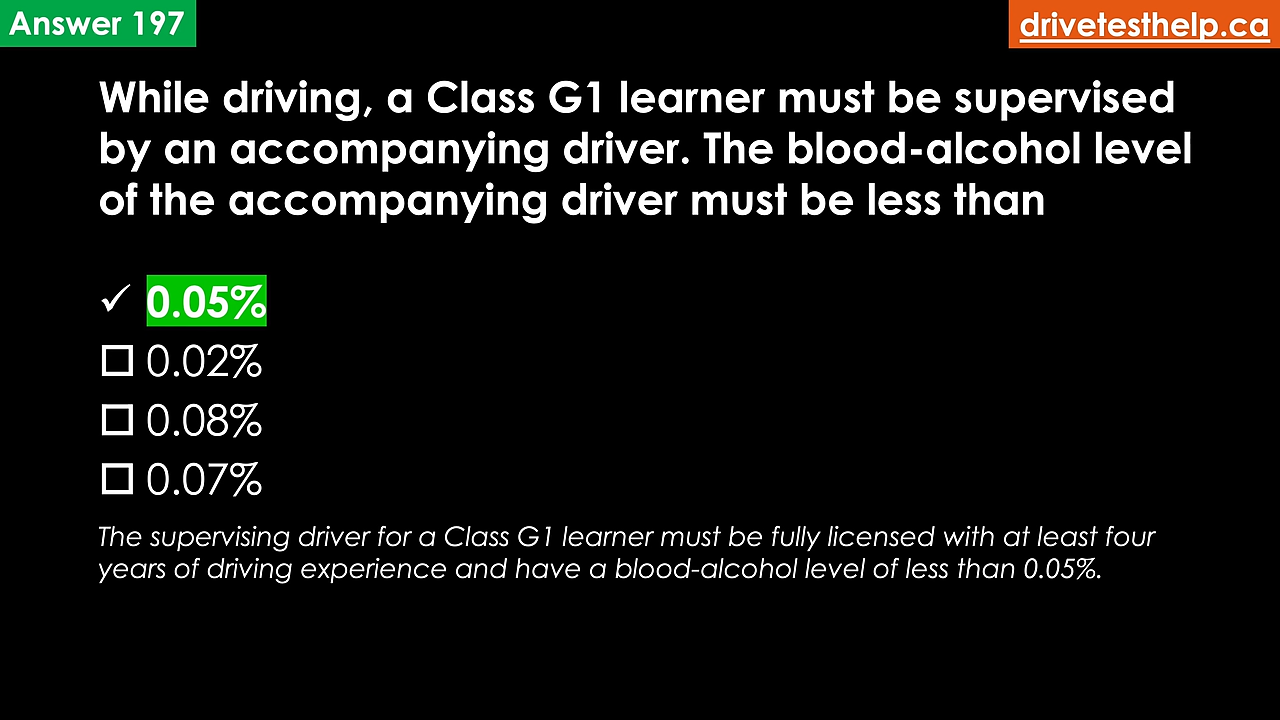 Answer 197
drivetesthelp.ca
While driving, a Class G1 learner must be supervised
by an accompanying driver. The blood-alcohol level
of the accompanying driver must be less than
✓ 0.05%
☐ 0.02%
☐ 0.08%
☐ 0.07%
The supervising driver for a Class G1 learner must be fully licensed with at least four
years of driving experience and have a blood-alcohol level of less than 0.05%.